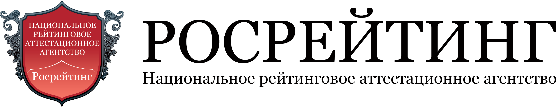 НАЦИОНАЛЬНОЕ
РЕЙТИНГОВОЕ
АТТЕСТАЦИОННОЕ
АГЕНТСТВО
Росрейтинг
РОСРЕЙТИНГ
Национальное рейтинговое аттестационное агентство